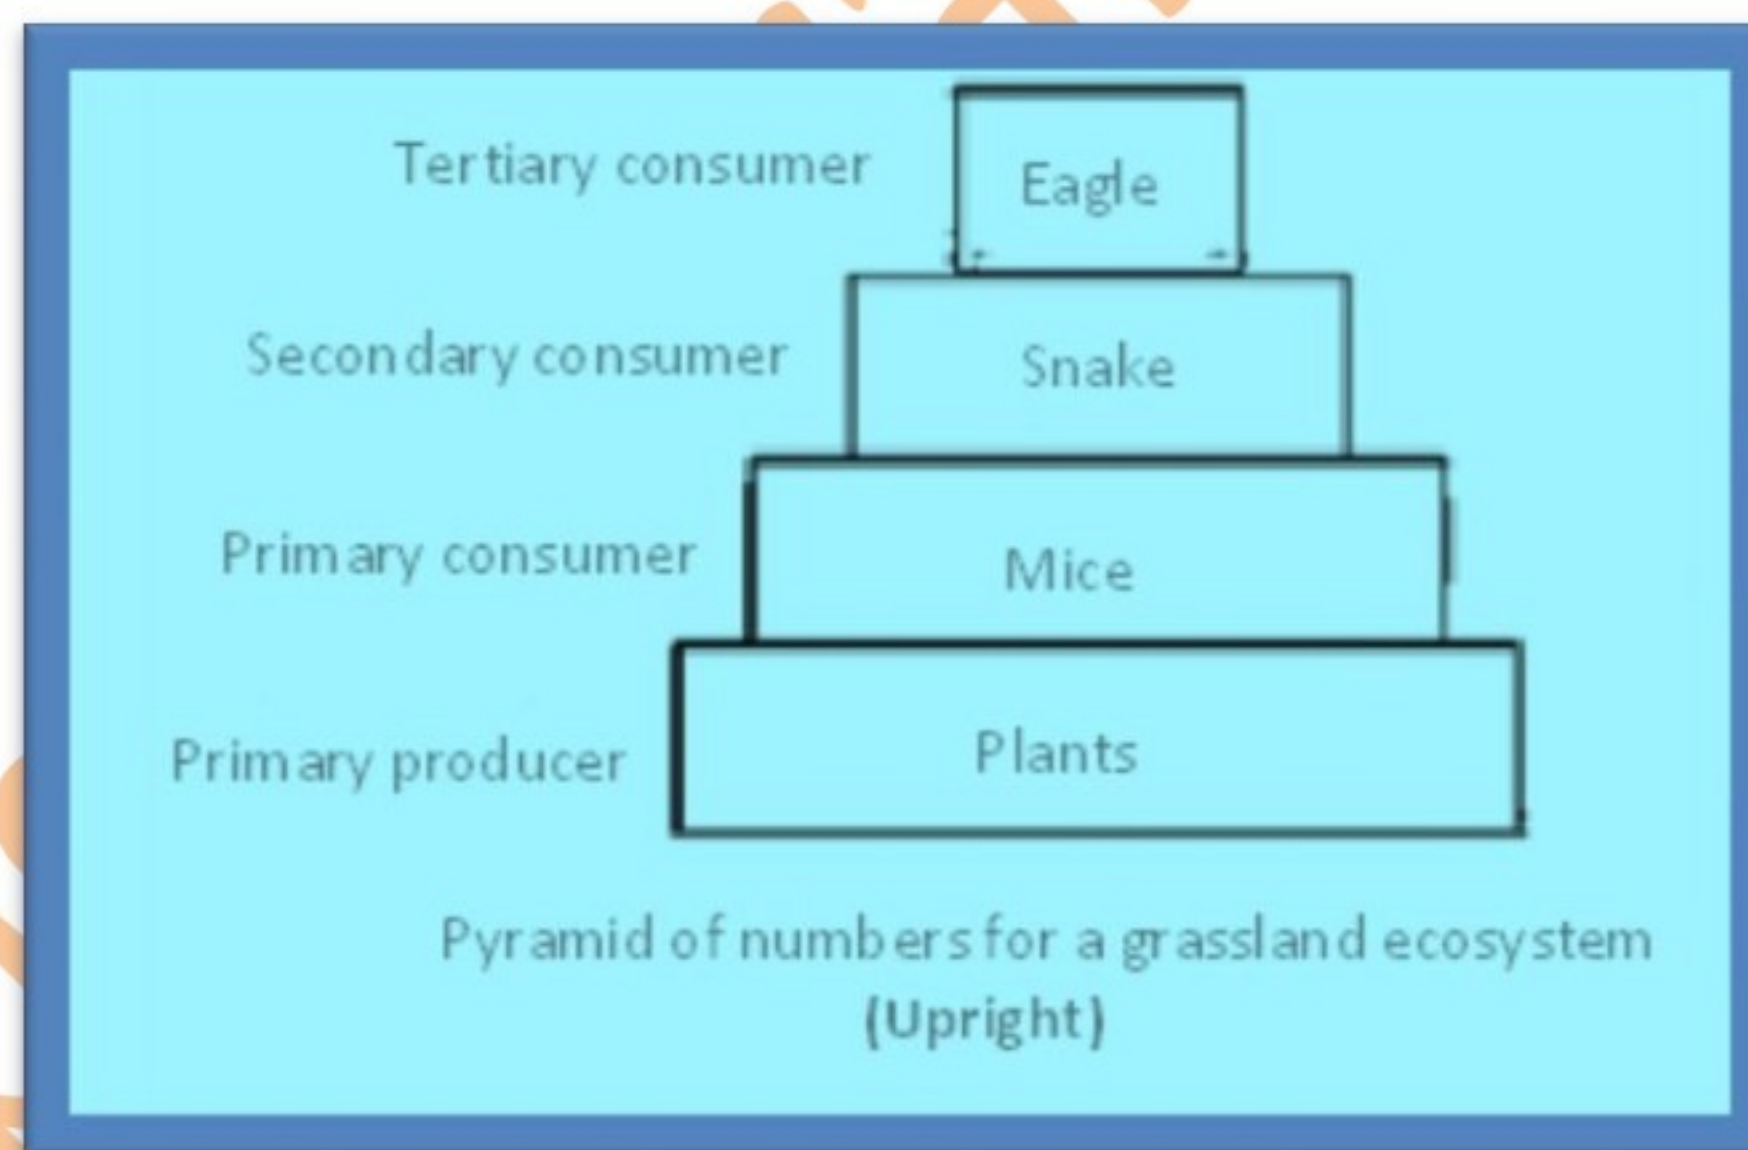 Tertiary consumer Eagle
Secondary consumer Snake
Primary consumer Mice
Primary producer Plants
Pyramid of numbers for a grassland ecosystem
(Upright)